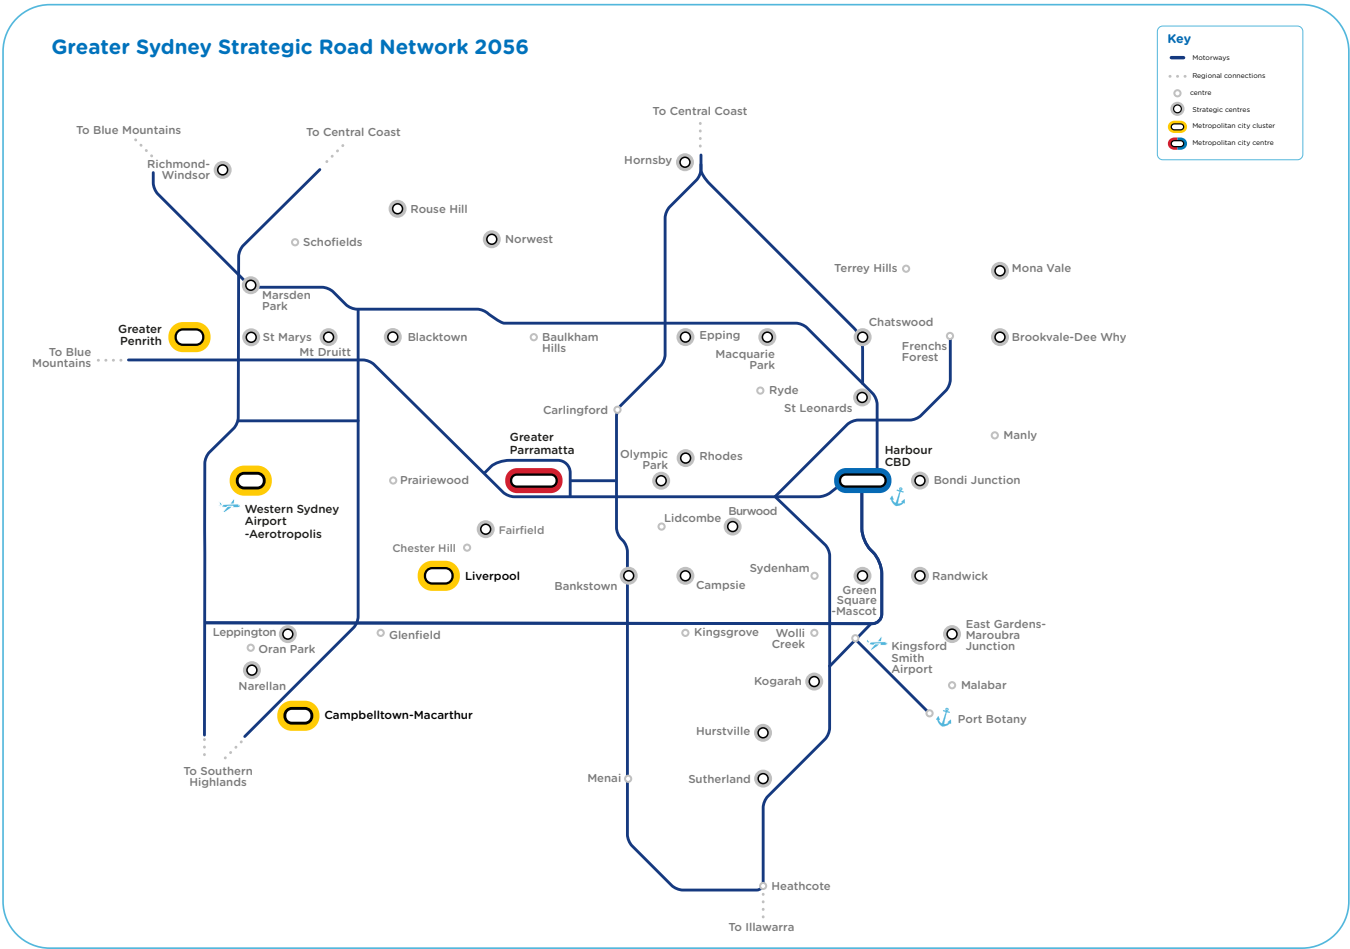 Greater Sydney Strategic Road Network 2056
Key
Motorways
Regional connections
centre
Strategic centres
Metropolitan city cluster
Metropolitan city centre
To Central Coast
To Blue Mountains
To Central Coast
Richmond-
Windsor
Hornsby
Rouse Hill
Schofields
Norwest
Terrey Hills
Mona Vale
Marsden
Park
Greater
Penrith
St Marys
Mt Druitt
Blacktown
Baulkham
Hills
Epping
Macquarie
Park
Chatswood
Frenchs
Forest
Brookvale-Dee Why
To Blue
Mountains
Ryde
St Leonards
Carlingford
Greater
Parramatta
Olympic
Park
Rhodes
Harbour
CBD
Manly
Prairiewood
Bondi Junction
Western Sydney
Airport
-Aerotropolis
Fairfield
Lidcombe
Burwood
Chester Hill
Liverpool
Bankstown
Campsie
Sydenham
Green
Square
-Mascot
Randwick
Leppington
Oran Park
Glenfield
Kingsgrove
Wolli
Creek
Kingsford
Smith
Airport
East Gardens-
Maroubra
Junction
Narellan
Kogarah
Malabar
Campbelltown-Macarthur
Port Botany
Hurstville
To Southern
Highlands
Menai
Sutherland
Heathcote
To Illawarra